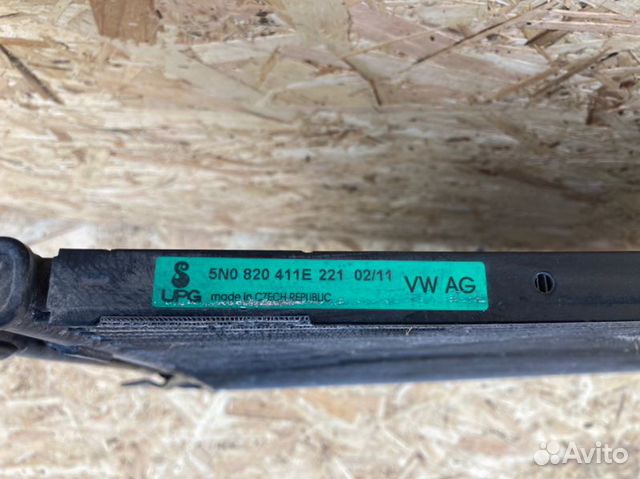 5N0 820 411E 221 02/11 VW AG
UPG made in CZECH REPUBLIC
Avito